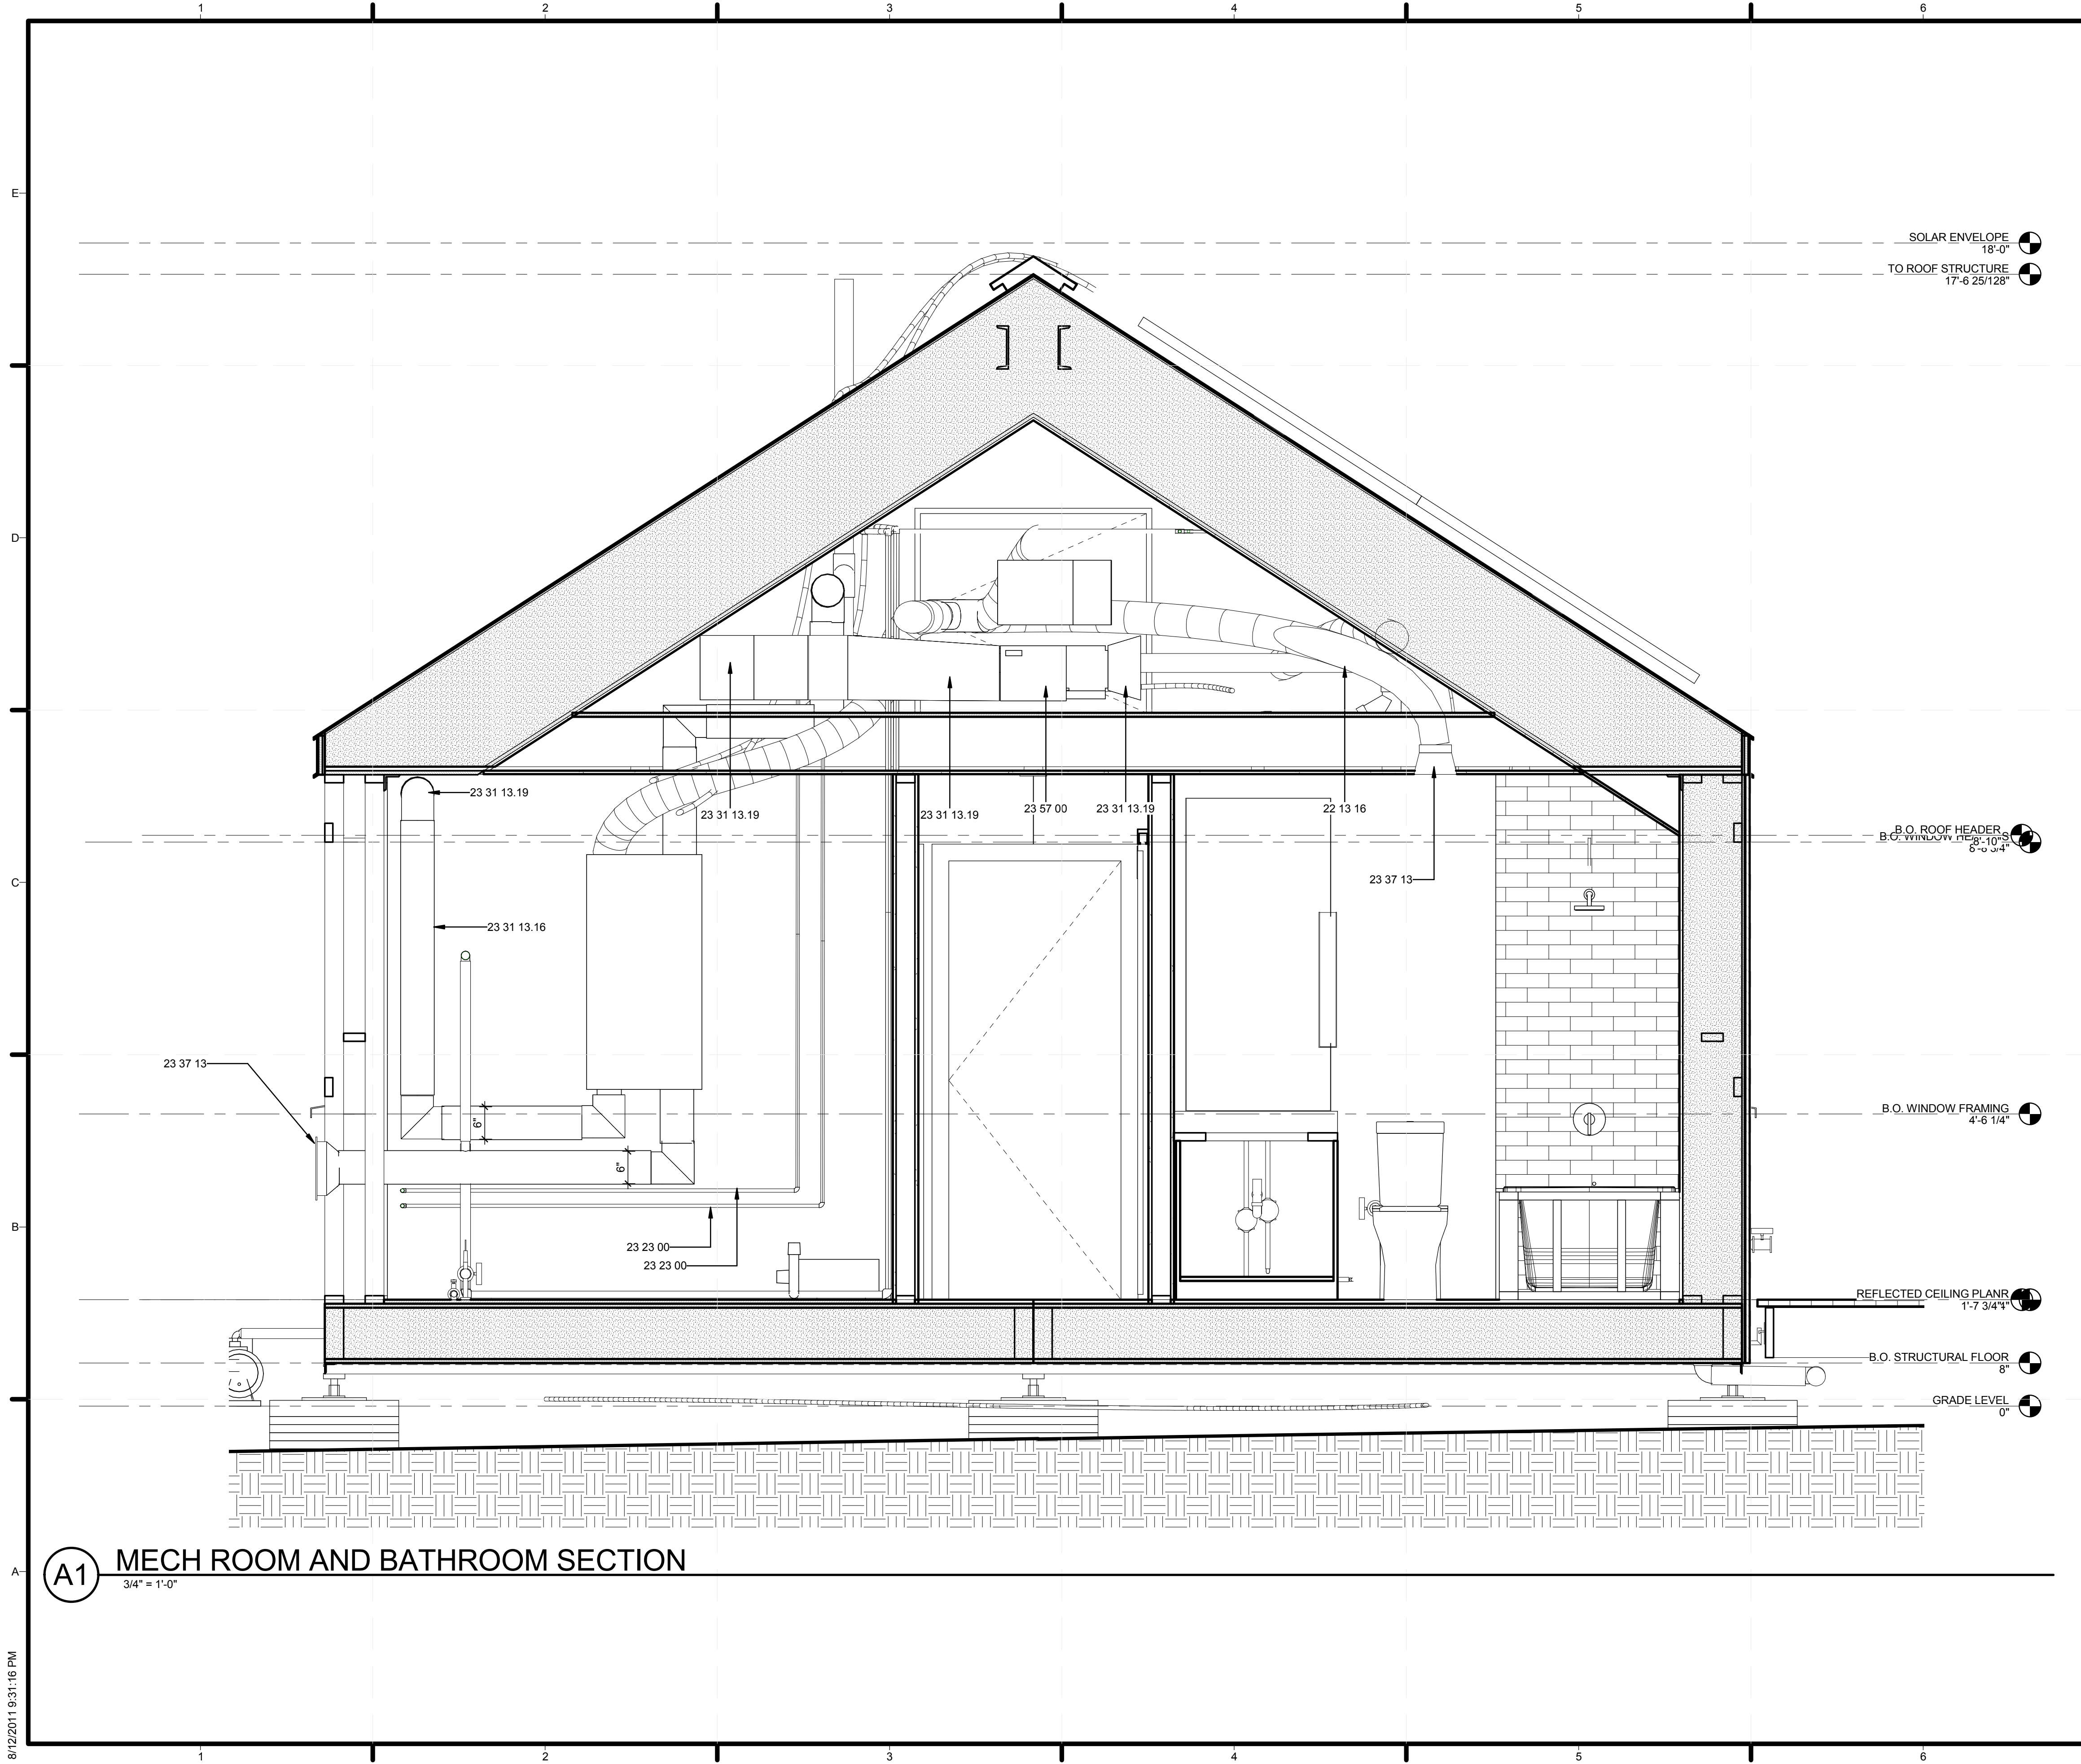 1 2 3 4 5 6
E
SOLAR ENVELOPE
18'-0"
TO ROOF STRUCTURE
17'-6 25/128"
D
23 31 13.19
23 31 13.19
23 31 13.19
23 57 00
23 31 13.19
22 13 16
B.O. ROOF HEADER
B.O. WINDOW
8'-10"
C
23 37 13
23 31 13.16
23 37 13
6"
6"
B.O. WINDOW FRAMING
4'-6 1/4"
B
23 23 00
23 23 00
REFLECTED CEILING PLAN
1'-7 3/4"
B.O. STRUCTURAL FLOOR
8"
GRADE LEVEL
0"
A
A1
MECH ROOM AND BATHROOM SECTION
3/4" = 1'-0"
8/12/2011 9:31:16 PM
1 2 3 4 5 6